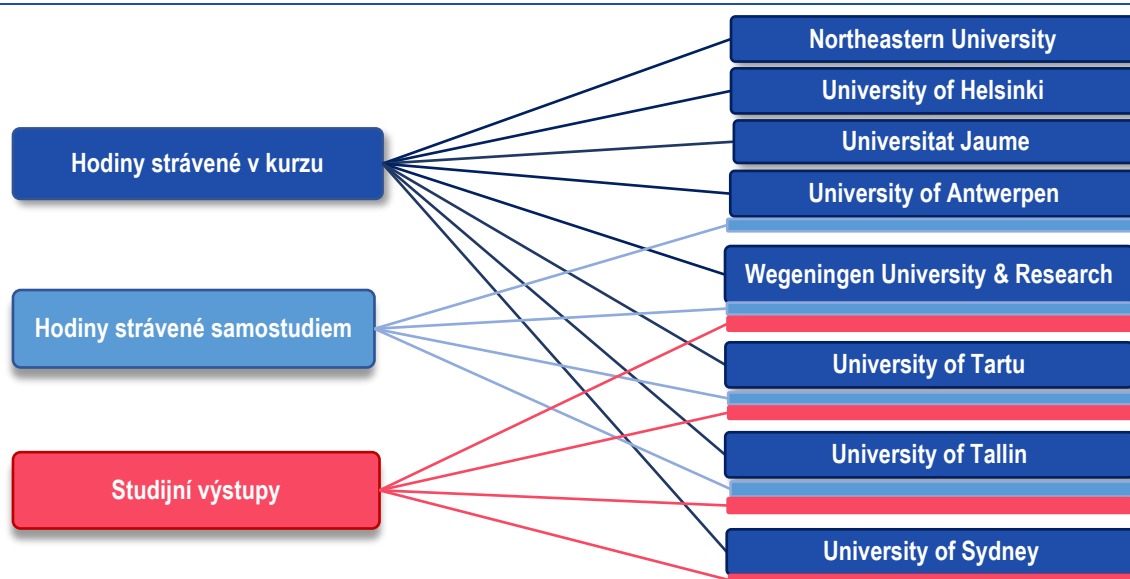 Hodiny strávené v kurzu
Hodiny strávené samostudiem
Studijní výstupy
Northeastern University
University of Helsinki
Universitat Jaume
University of Antwerpen
Wegeningen University & Research
University of Tartu
University of Tallin
University of Sydney